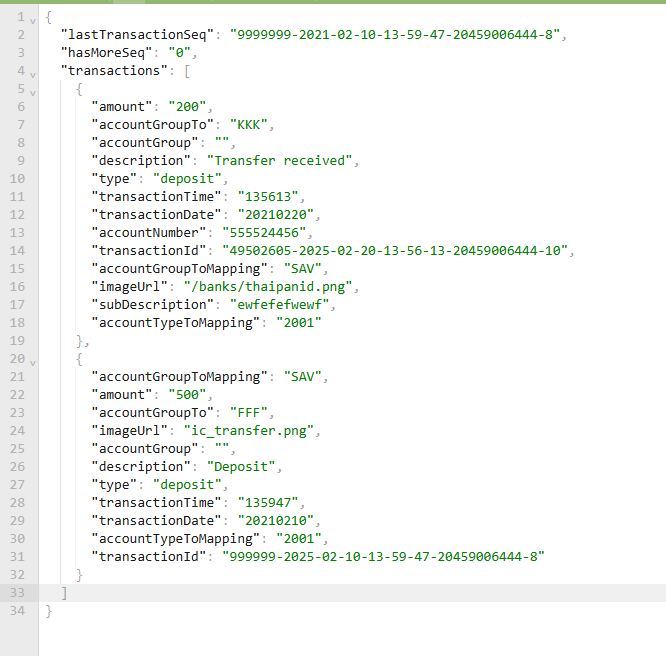 1 {
2 "lastTransactionSeq": "9999999-2021-02-10-13-59-47-20459006444-8",
3 "hasMoreSeq": "0",
4 "transactions": [
5 {
6 "amount": "200",
7 "accountGroupTo": "KKK",
8 "accountGroup": "",
9 "description": "Transfer received",
10 "type": "deposit",
11 "transactionTime": "135613",
12 "transactionDate": "20210220",
13 "accountNumber": "555524456",
14 "transactionId": "49502605-2025-02-20-13-56-13-20459006444-10",
15 "accountGroupToMapping": "SAV",
16 "imageUrl": "/banks/thaipanid.png",
17 "subDescription": "ewfefefwewf",
18 "accountTypeToMapping": "2001"
19 },
20 {
21 "accountGroupToMapping": "SAV",
22 "amount": "500",
23 "accountGroupTo": "FFF",
24 "imageUrl": "ic_transfer.png",
25 "accountGroup": "",
26 "description": "Deposit",
27 "type": "deposit",
28 "transactionTime": "135947",
29 "transactionDate": "20210210",
30 "accountTypeToMapping": "2001",
31 "transactionId": "999999-2025-02-10-13-59-47-20459006444-8"
32 }
33 ]
34 }